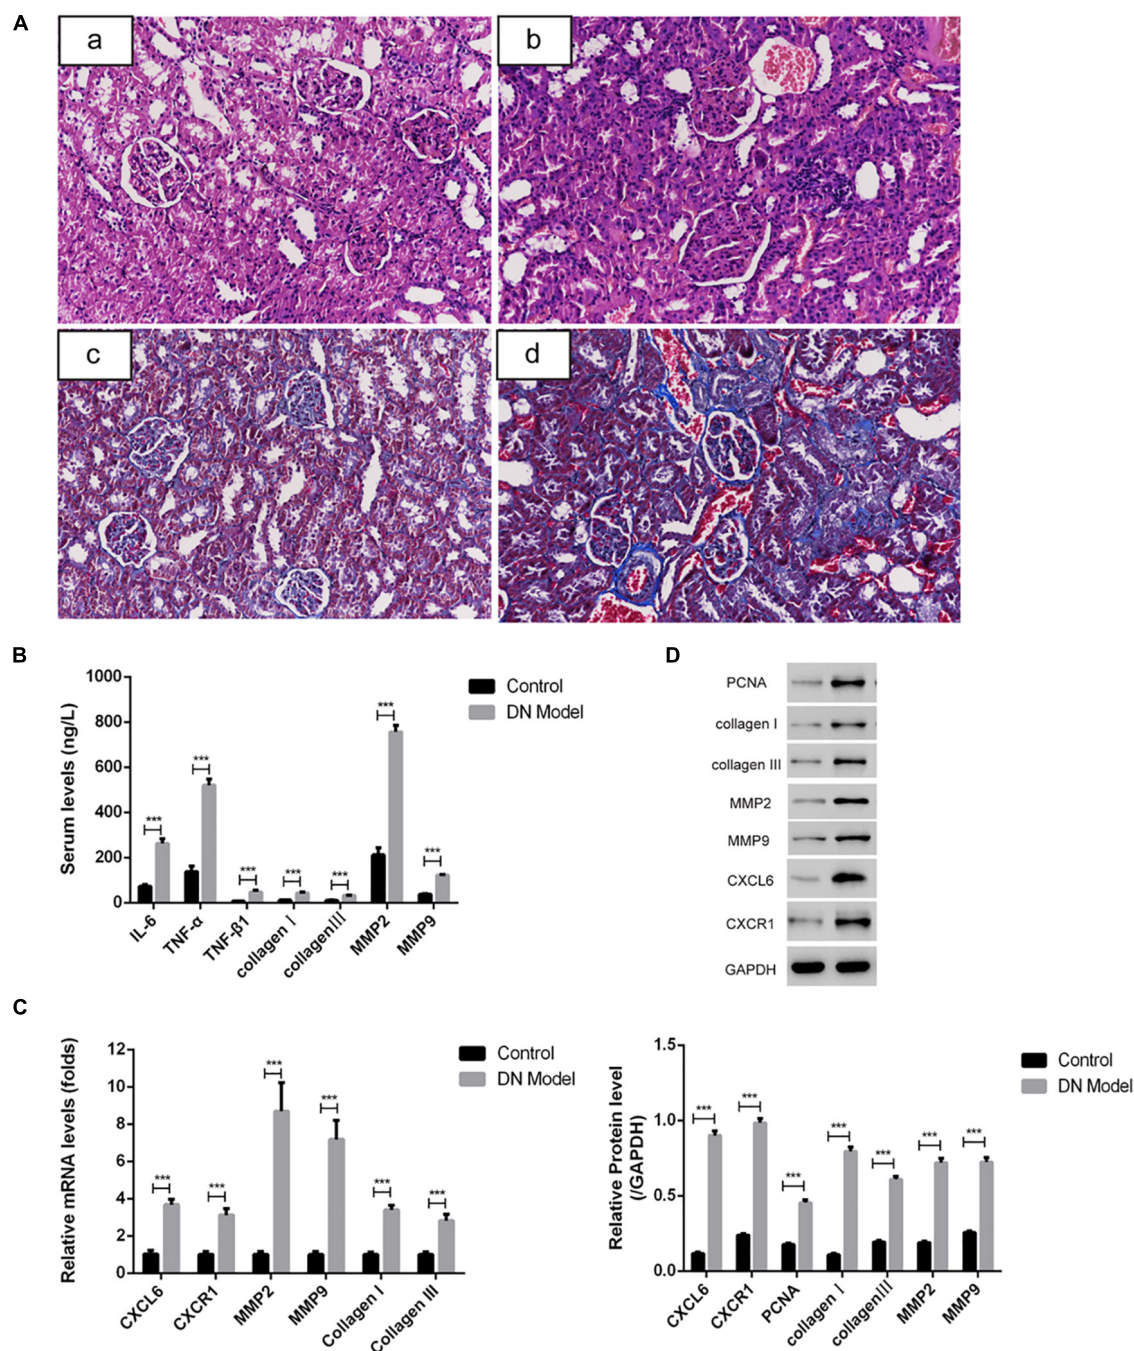 A
a
b
c
d
B
Serum levels (ng/L)
1000
800
600
400
200
0
***
***
***
***
***
***
***
IL-6
TNF-α
TNF-β1
collagen I
collagenIII
MMP2
MMP9
Control
DN Model
D
PCNA
collagen I
collagen III
MMP2
MMP9
CXCL6
CXCR1
GAPDH
C
Relative mRNA levels (folds)
12
10
8
6
4
2
0
***
***
***
***
***
***
CXCL6
CXCR1
MMP2
MMP9
Collagen I
Collagen III
Control
DN Model
Relative Protein level
(/GAPDH)
1.5
1.0
0.5
0.0
***
***
***
***
***
***
***
CXCL6
CXCR1
PCNA
collagen I
collagenIII
MMP2
MMP9
Control
DN Model